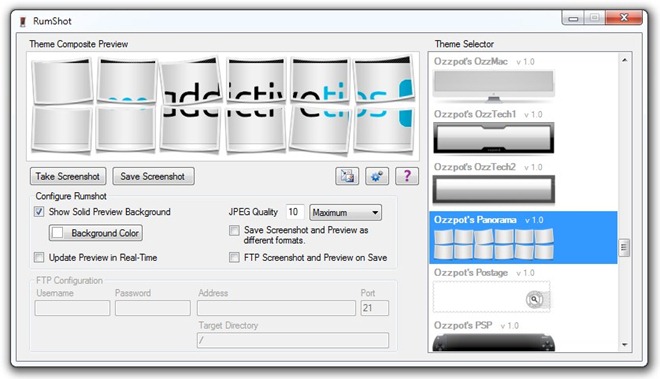 RumShot
Theme Composite Preview
addictivetips
Take Screenshot
Save Screenshot
?
Configure Rumshot
Show Solid Preview Background
JPEG Quality
10
Maximum
Background Color
Save Screenshot and Preview as
different formats.
Update Preview in Real-Time
FTP Screenshot and Preview on Save
FTP Configuration
Username
Password
Address
Port
21
Target Directory
/
Theme Selector
Ozzpot's OzzMac v 1.0
Ozzpot's OzzTech1 v 1.0
Ozzpot's OzzTech2 v 1.0
Ozzpot's Panorama v 1.0
Ozzpot's Postage v 1.0
Ozzpot's PSP v 1.0